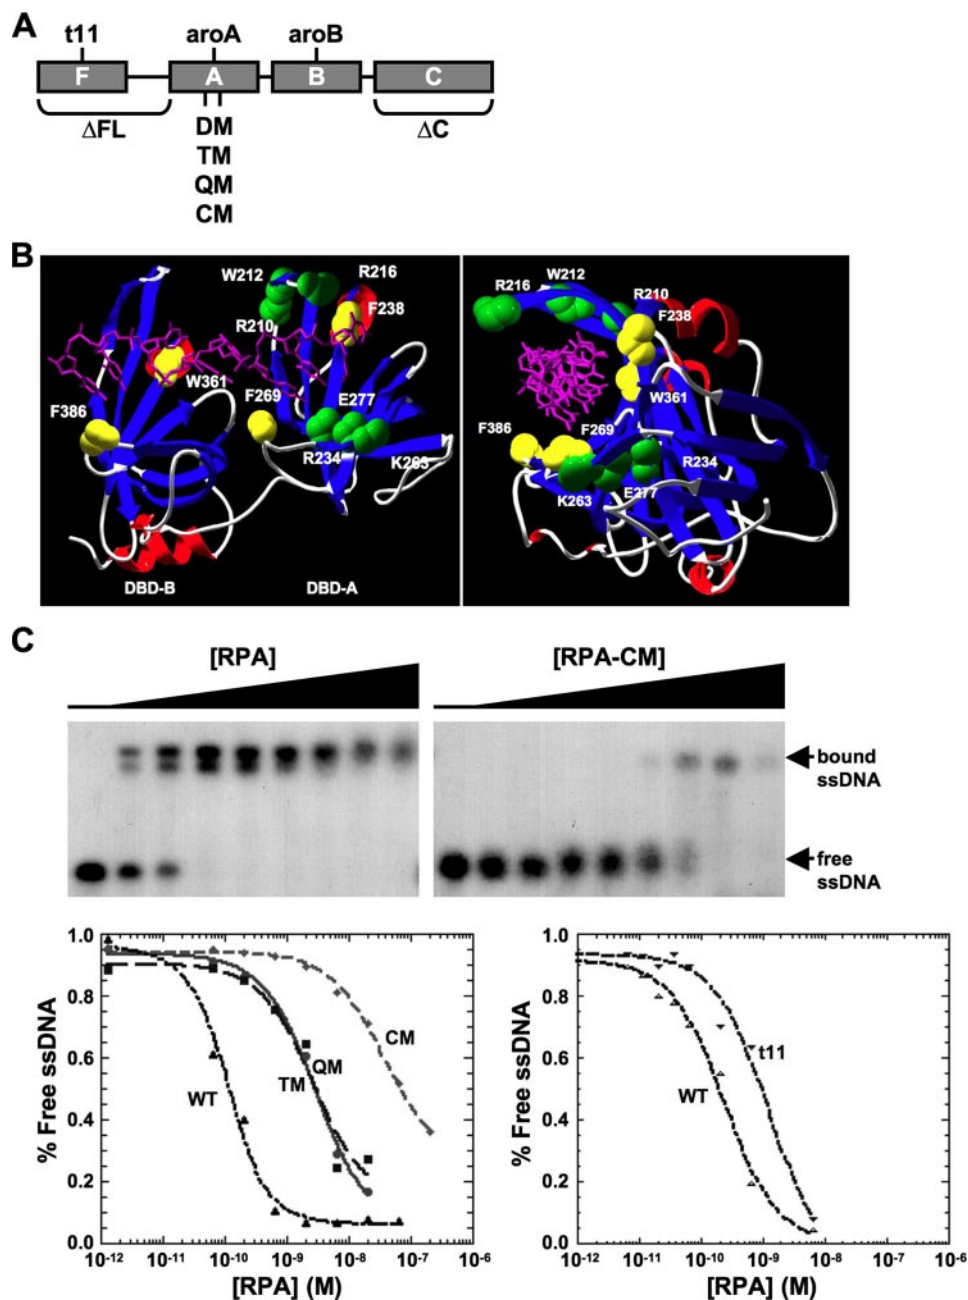 A
t11 aroA aroB
F A B C
ΔFL ΔC
DM
TM
QM
CM
B
W212 R216
F238
R210
W361
F386 F269 E277
R234
K263
DBD-B DBD-A
W212
R216 R210
F238
W361
F386 F269
R234
K263 E277
C
[RPA] [RPA-CM]
bound
ssDNA
free
ssDNA
% Free ssDNA
1.0
0.8
0.6
0.4
0.2
0.0
WT TM QM CM
10-12 10-11 10-10 10-9 10-8 10-7 10-6
[RPA] (M)
% Free ssDNA
1.0
0.8
0.6
0.4
0.2
0.0
WT t11
10-12 10-11 10-10 10-9 10-8 10-7 10-6
[RPA] (M)